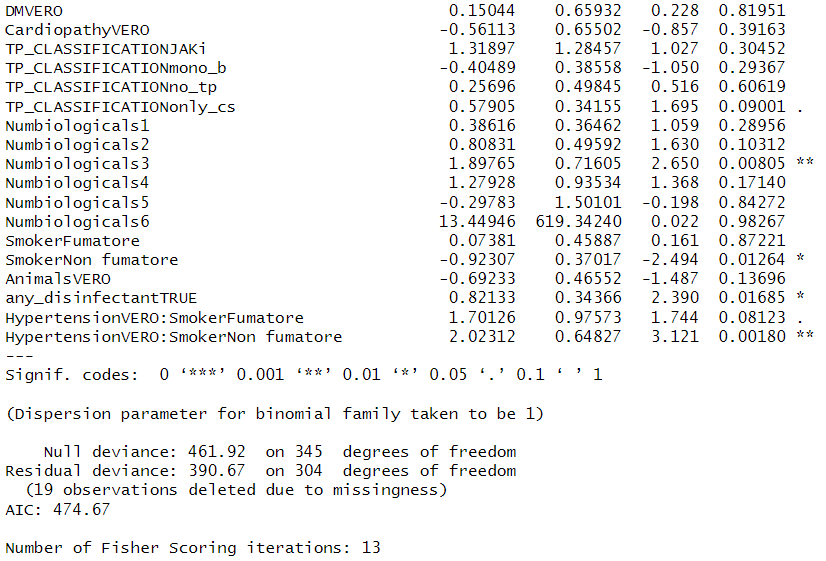 DMVERO 0.15044 0.65932 0.228 0.81951
CardiopathyVERO -0.56113 0.65502 -0.857 0.39163
TP_CLASSIFICATIONJAKi 1.31897 1.28457 1.027 0.30452
TP_CLASSIFICATIONmono_b -0.40489 0.38558 -1.050 0.29367
TP_CLASSIFICATIONno_tp 0.25696 0.49845 0.516 0.60619
TP_CLASSIFICATIONonly_cs 0.57905 0.34155 1.695 0.09001 .
Numbiologicals1 0.38616 0.36462 1.059 0.28956
Numbiologicals2 0.80831 0.49592 1.630 0.10312
Numbiologicals3 1.89765 0.71605 2.650 0.00805 **
Numbiologicals4 1.27928 0.93534 1.368 0.17140
Numbiologicals5 -0.29783 1.50101 -0.198 0.84272
Numbiologicals6 13.44946 619.34240 0.022 0.98267
SmokerFumatore 0.07381 0.45887 0.161 0.87221
SmokerNon fumatore -0.92307 0.37017 -2.494 0.01264 *
AnimalsVERO -0.69233 0.46552 -1.487 0.13696
any_disinfectantTRUE 0.82133 0.34366 2.390 0.01685 *
HypertensionVERO:SmokerFumatore 1.70126 0.97573 1.744 0.08123 .
HypertensionVERO:SmokerNon fumatore 2.02312 0.64827 3.121 0.00180 **
---
Signif. codes: 0 ‘***’ 0.001 ‘**’ 0.01 ‘*’ 0.05 ‘.’ 0.1 ‘ ’ 1
(Dispersion parameter for binomial family taken to be 1)
Null deviance: 461.92 on 345 degrees of freedom
Residual deviance: 390.67 on 304 degrees of freedom
(19 observations deleted due to missingness)
AIC: 474.67
Number of Fisher Scoring iterations: 13